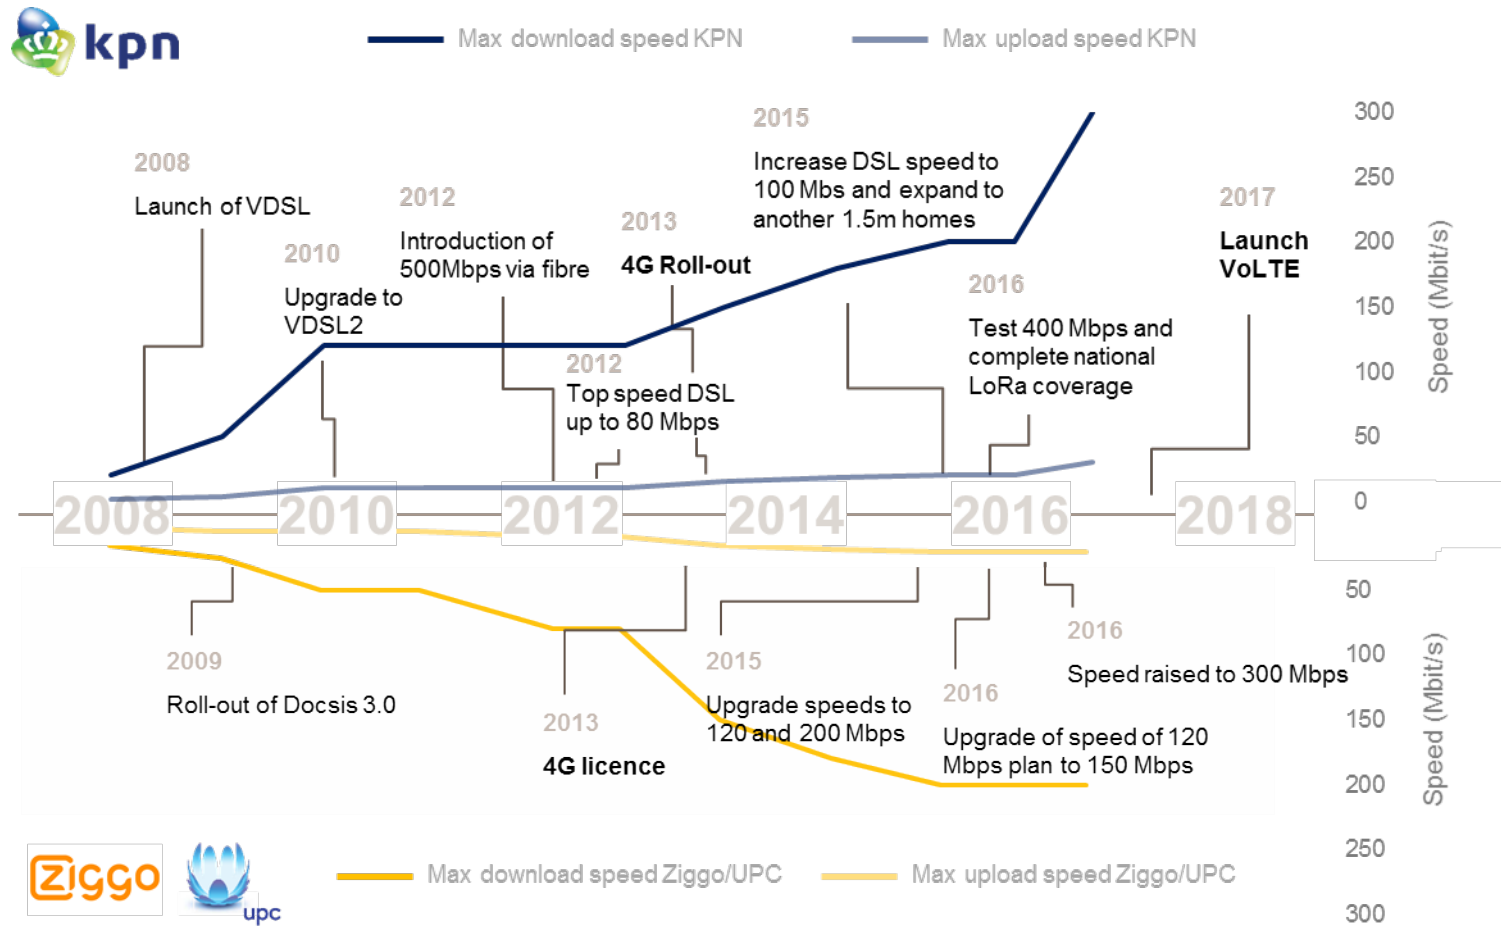 kpn
Max download speed KPN
Max upload speed KPN
2008
Launch of VDSL
2010
Upgrade to
VDSL2
2012
Introduction of
500Mbps via fibre
2013
4G Roll-out
2012
Top speed DSL
up to 80 Mbps
2015
Increase DSL speed to
100 Mbs and expand to
another 1.5m homes
2016
Test 400 Mbps and
complete national
LoRa coverage
2017
Launch
VoLTE
300
250
200
150
100
50
0
Speed (Mbit/s)
2008
2010
2012
2014
2016
2018
2009
Roll-out of Docsis 3.0
2013
4G licence
2015
Upgrade speeds to
120 and 200 Mbps
2016
Upgrade of speed of 120
Mbps plan to 150 Mbps
2016
Speed raised to 300 Mbps
50
100
150
200
250
300
Speed (Mbit/s)
Ziggo
upc
Max download speed Ziggo/UPC
Max upload speed Ziggo/UPC